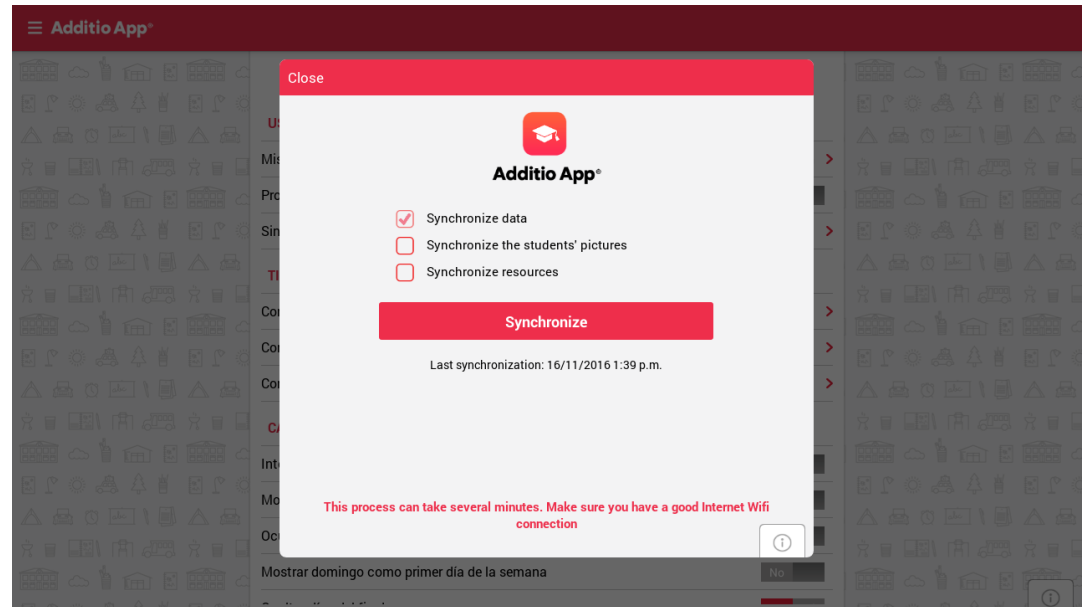 Additio App®
Close
Additio App®
Synchronize data
Synchronize the students' pictures
Synchronize resources
Synchronize
Last synchronization: 16/11/2016 1:39 p.m.
This process can take several minutes. Make sure you have a good Internet Wifi
connection
Mostrar domingo como primer día de la semana
No